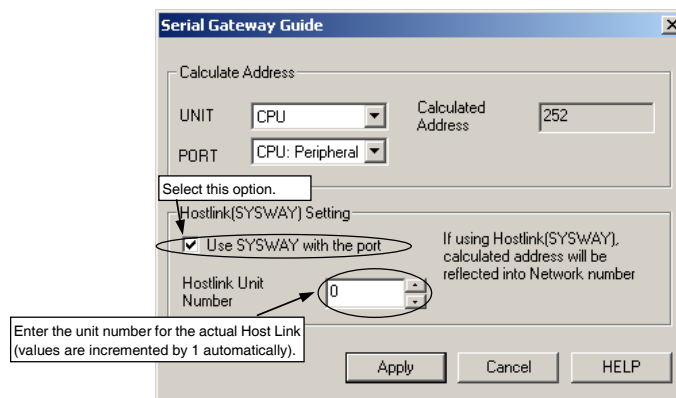 Serial Gateway Guide
Calculate Address
UNIT
CPU
Calculated
Address
252
PORT
CPU: Peripheral
Select this option.
Hostlink(SYSWAY) Setting
Use SYSWAY with the port
If using Hostlink(SYSWAY),
calculated address will be
reflected into Network number
Hostlink Unit
Number
0
Enter the unit number for the actual Host Link
(values are incremented by 1 automatically).
Apply
Cancel
HELP